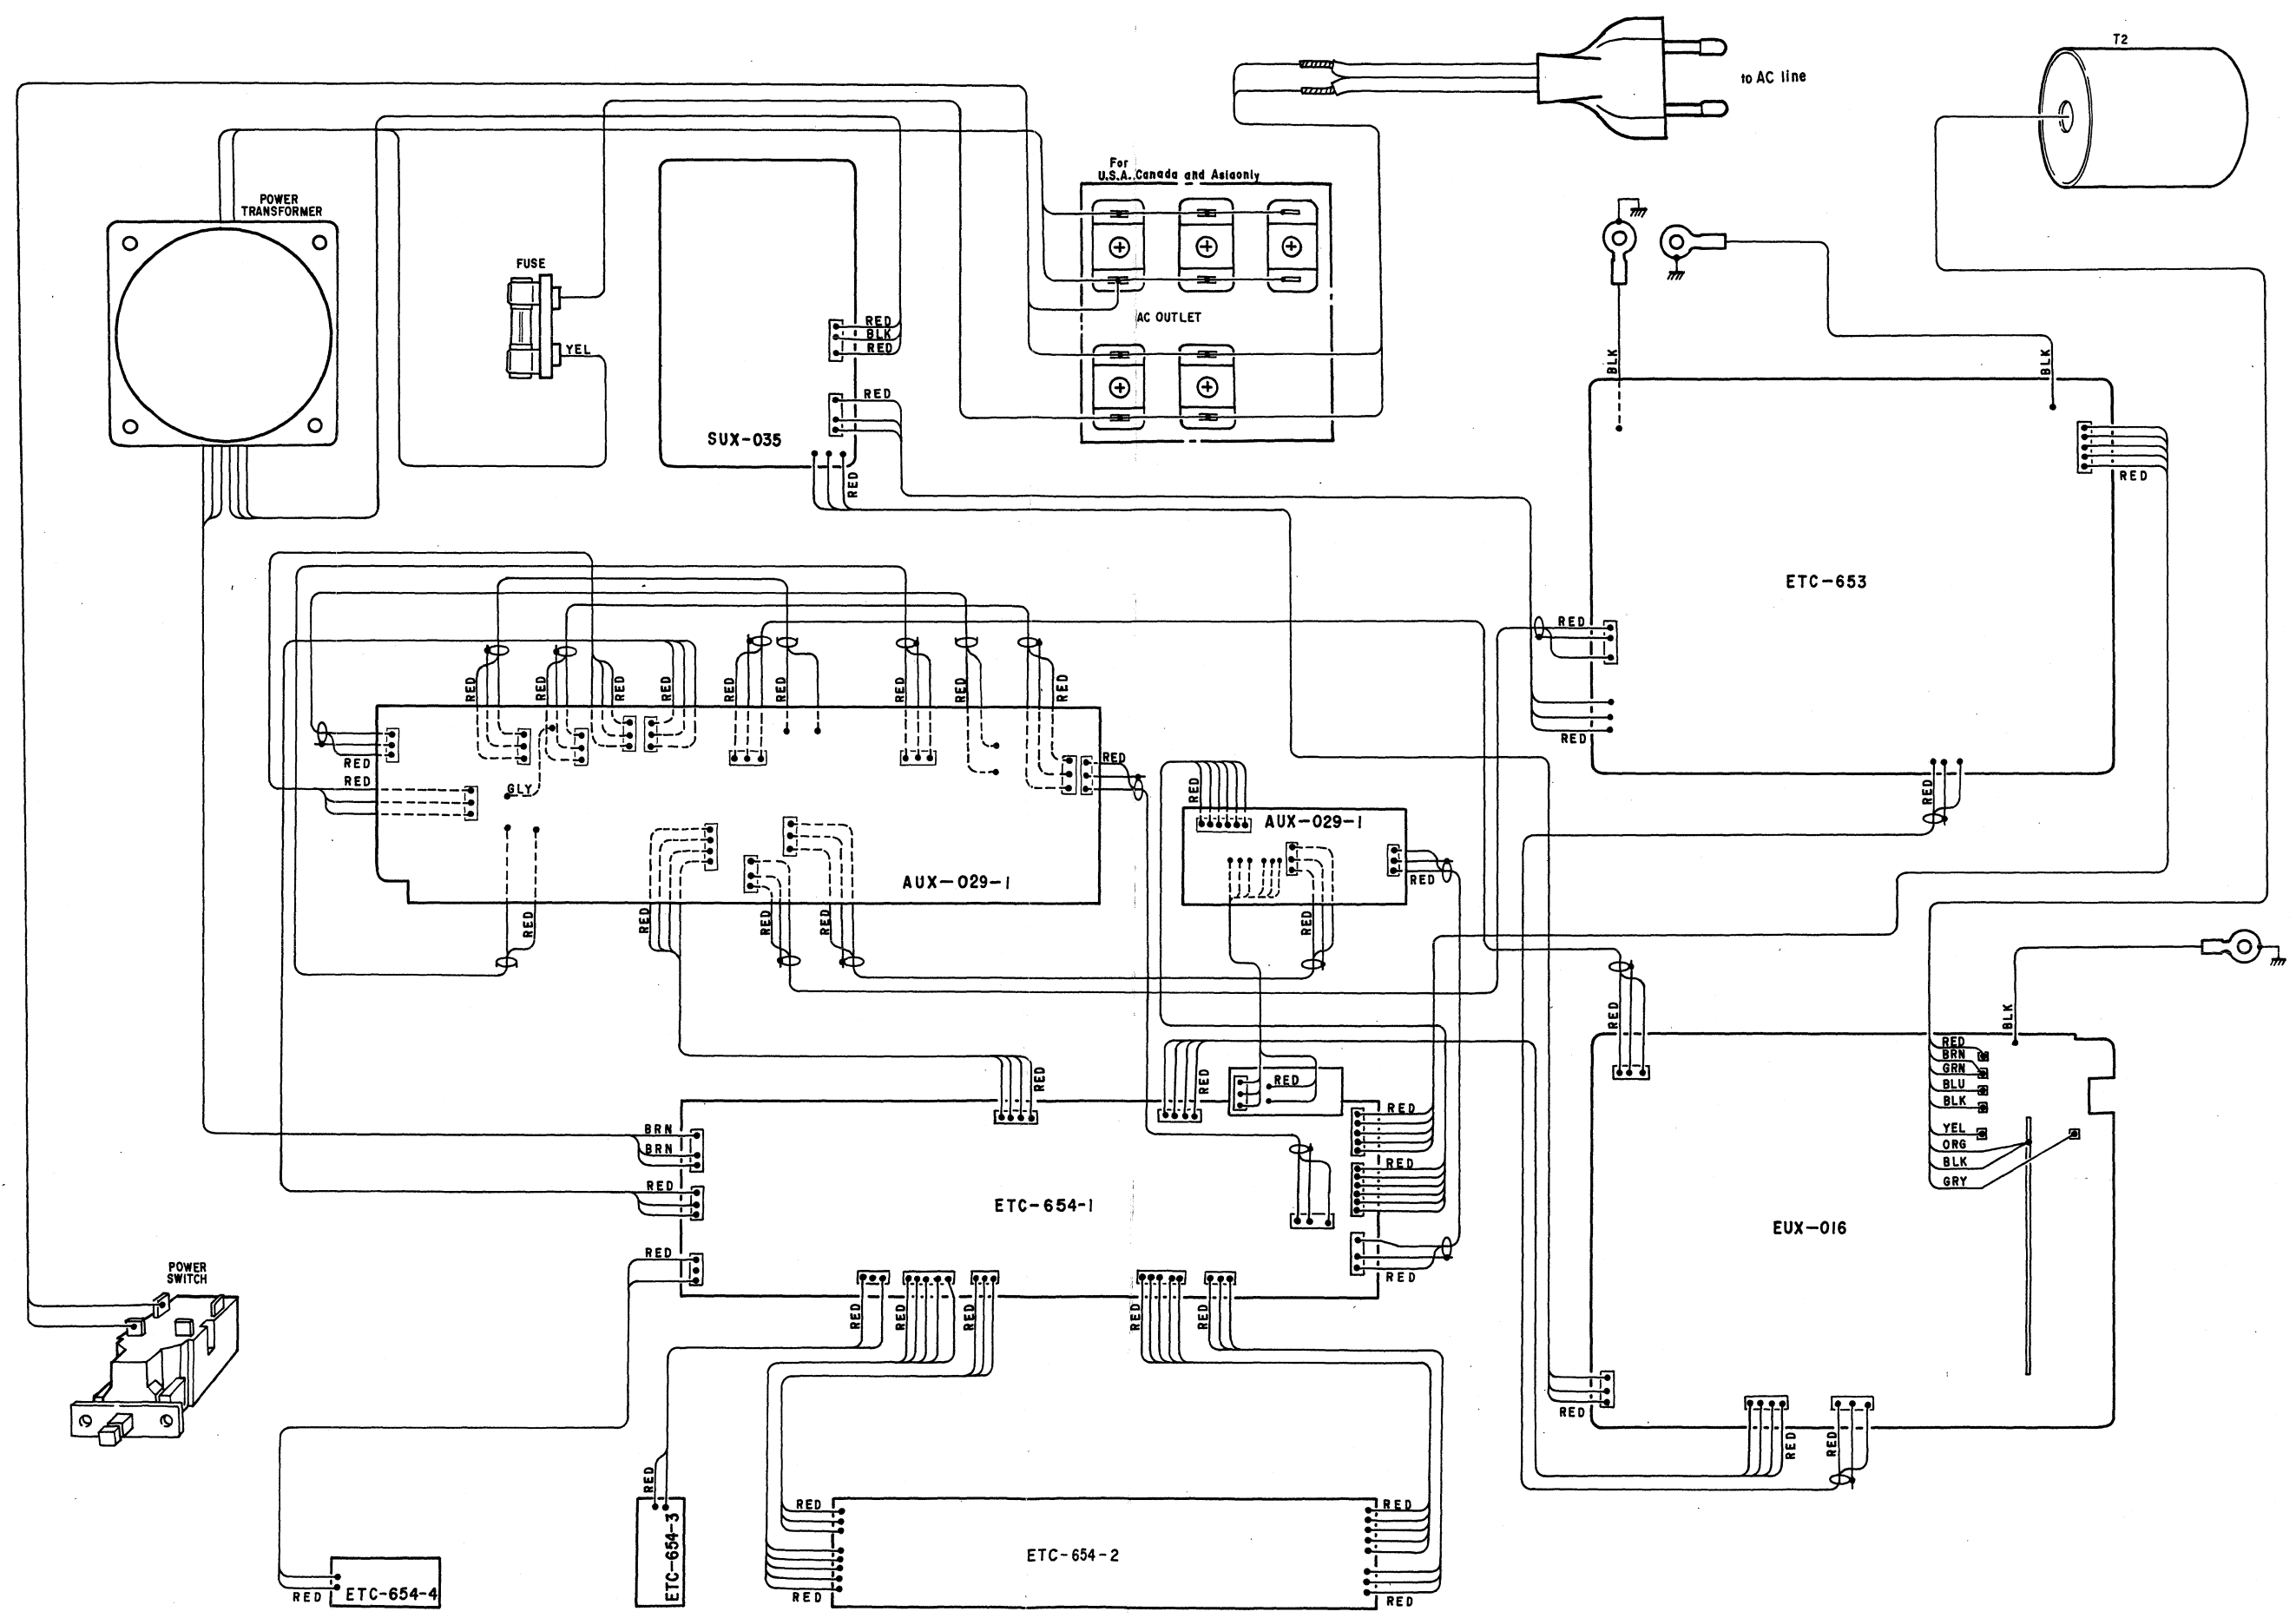 T2
to AC line
For
U.S.A., Canada and Asiaonly
POWER
TRANSFORMER
FUSE
YEL
RED
BLK
RED
RED
SUX-035
RED
AC OUTLET
BLK
BLK
RED
ETC-653
RED
RED
RED
RED
RED
RED
RED
RED
RED
RED
RED
RED
RED
RED
GLY
RED
AUX-029-1
RED
RED
RED
RED
RED
AUX-029-1
RED
RED
BLK
RED
RED
BRN
GRN
BLU
BLK
YEL
ORG
BLK
GRY
EUX-016
RED
RED
RED
RED
RED
RED
BRN
BRN
RED
RED
RED
RED
RED
ETC-654-1
RED
RED
RED
RED
RED
POWER
SWITCH
RED
ETC-654-3
RED
ETC-654-4
RED
RED
ETC-654-2
RED
RED